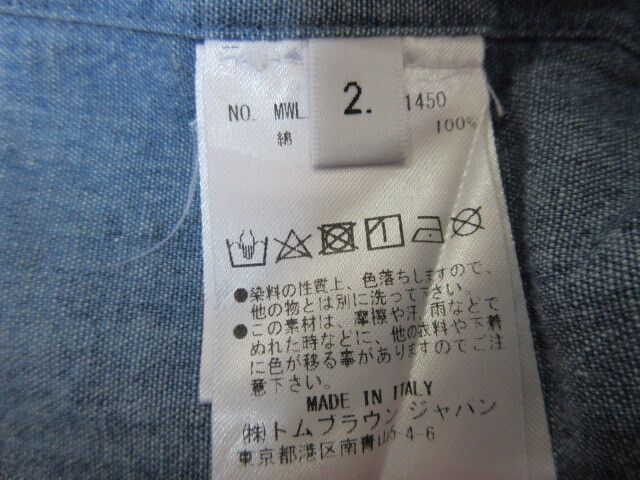 2.
NO. MWL 1450
綿 100%
●染料の性質上、色落ちしますので、
他の物とは別に洗って下さい。
●この素材は、摩擦や汗、雨などで
ぬれた時などに、他の衣料や下着
に色が移る事がありますのでご注
意下さい。
MADE IN ITALY
(株)トムブラウン ジャパン
東京都港区南青山5-4-6